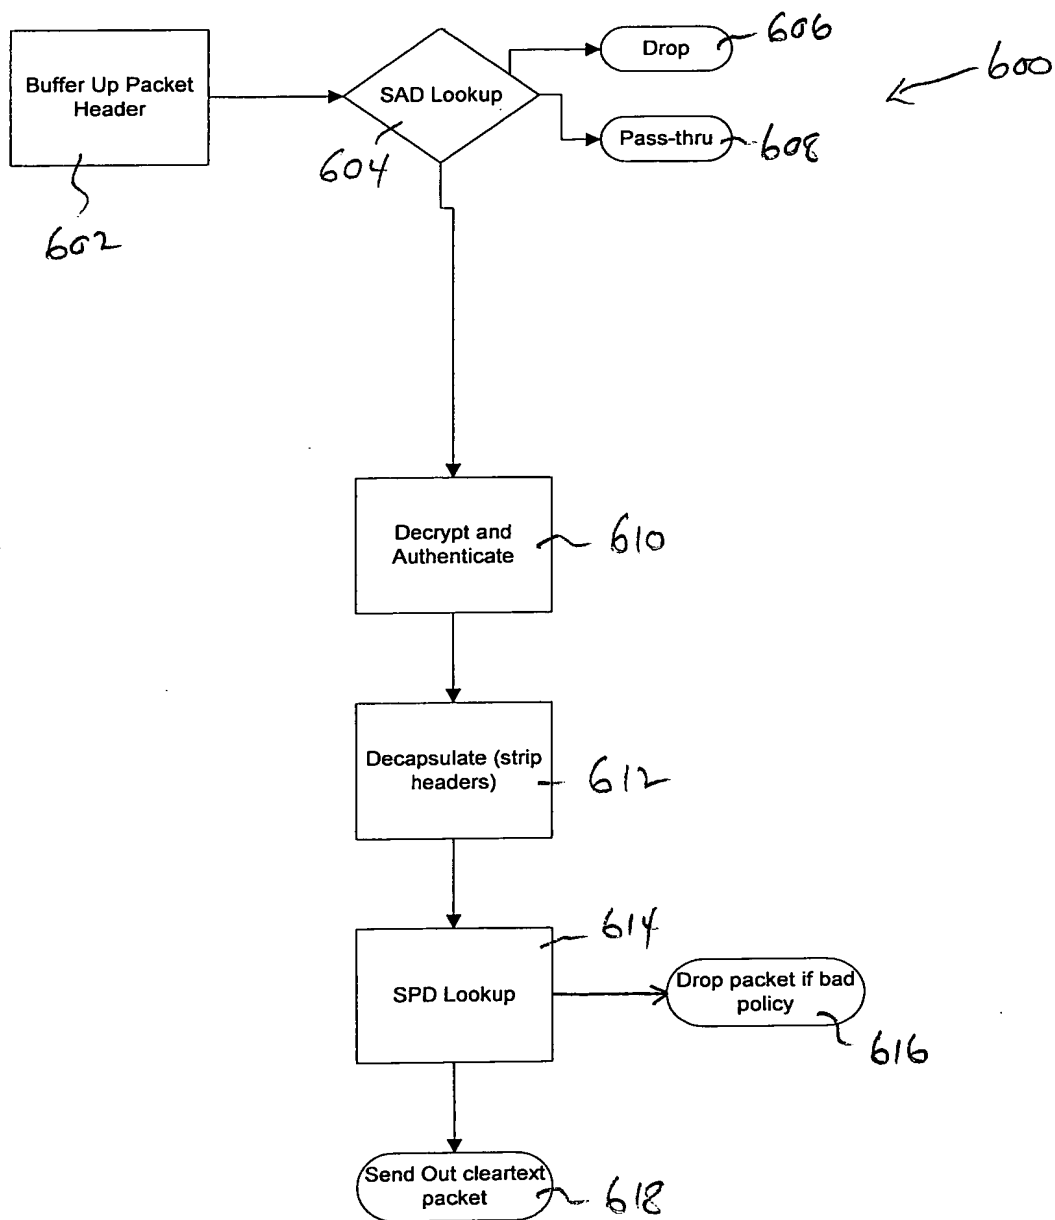 Drop
606
600
Buffer Up Packet
Header
SAD Lookup
604
Pass-thru
608
602
Decrypt and
Authenticate
610
Decapsulate (strip
headers)
612
614
SPD Lookup
Drop packet if bad
policy
616
Send Out cleartext
packet
618